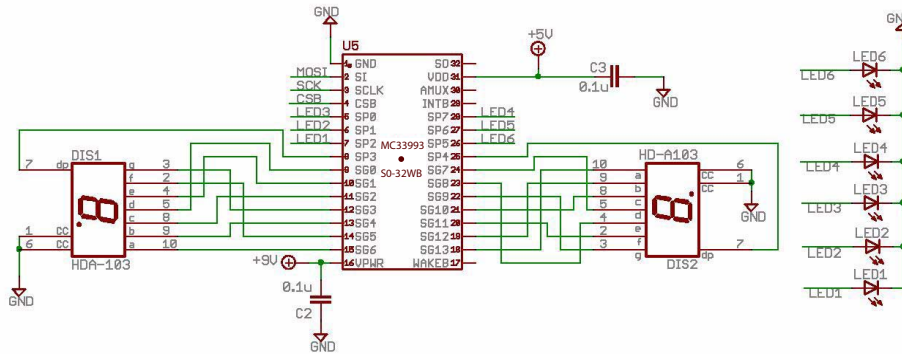 GND
U5
GND
SI
SCLK
CSB
SP0
SP1
SP2
SP3
SG0
SG1
SG2
SG3
SG4
SG5
SG6
VPWR
1
2
3
4
5
6
7
8
9
10
11
12
13
14
15
16
MC33993
S0-32WB
SO
VDD
AMUX
INTB
SP7
SP6
SP5
SP4
SG7
SG8
SG9
SG10
SG11
SG12
SG13
WAKEB
32
31
30
29
28
27
26
25
24
23
22
21
20
19
18
17
MOSI
SCK
CSB
LED3
LED2
LED1
+5V
C3
0.1u
GND
LED4
LED5
LED6
DIS1
7
dp
1
CC
6
CC
g
3
f
2
e
4
d
5
c
8
b
9
a
10
HDA-103
GND
+9V
0.1u
C2
GND
HD-A103
10
a
9
b
8
c
5
d
4
e
2
f
3
g
6
CC
1
CC
7
dp
DIS2
GND
GND
LED6
LED6
LED5
LED5
LED4
LED4
LED3
LED3
LED2
LED2
LED1
LED1